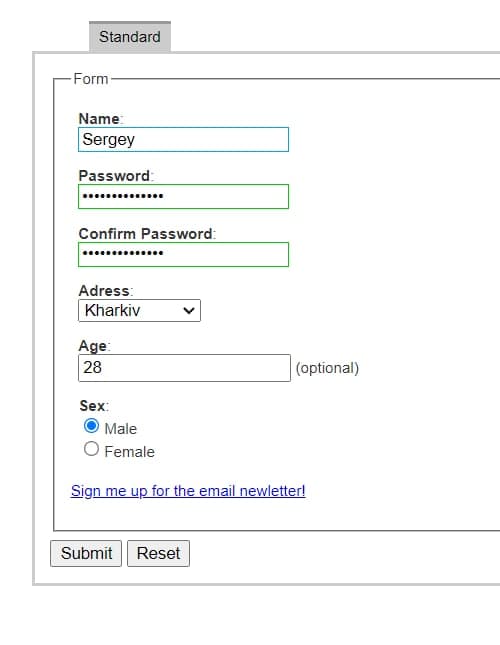 Standard
Form
Name:
Sergey
Password:
••••••••••••••
Confirm Password:
••••••••••••••
Adress:
Kharkiv
Age:
28 (optional)
Sex:
Male
Female
Sign me up for the email newletter!
Submit Reset